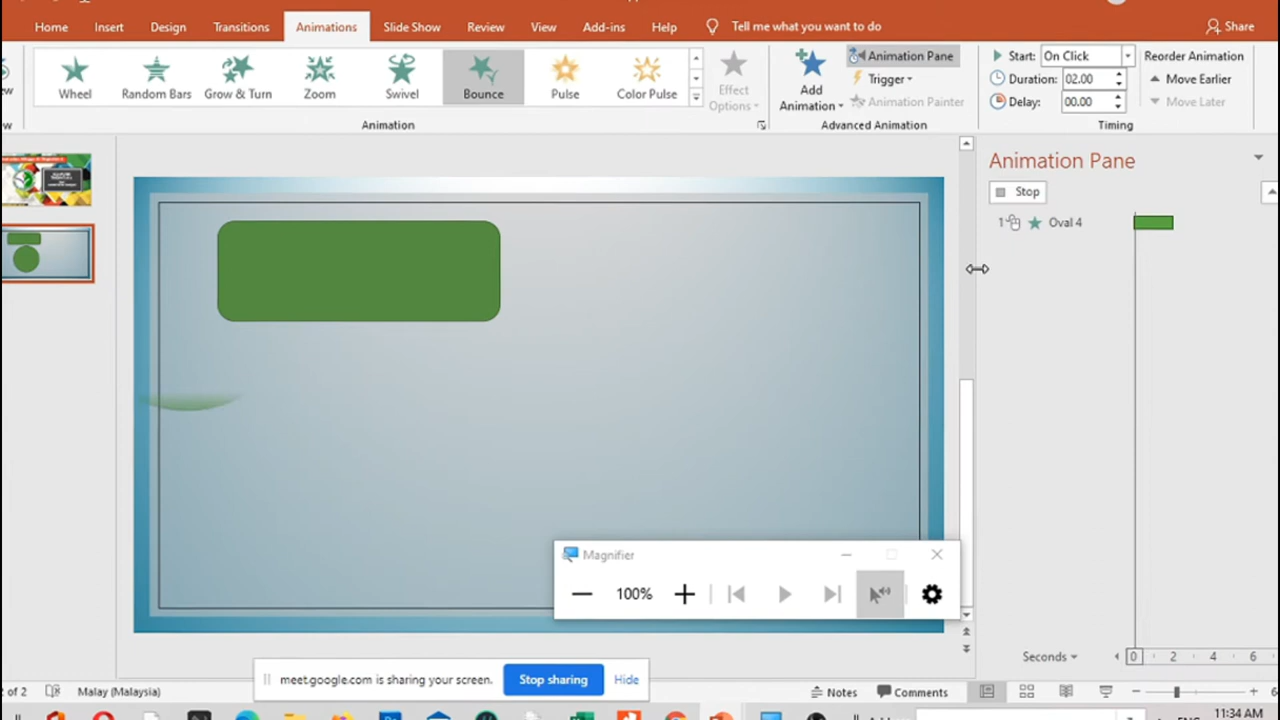 Home Insert Design Transitions Animations Slide Show Review View Add-ins Help Tell me what you want to do Share
Wheel Random Bars Grow & Turn Zoom Swivel Bounce Pulse Color Pulse
Effect
Options
Add
Animation
Animation Pane
Trigger
Animation Painter
Start: On Click
Duration: 02.00
Delay: 00.00
Reorder Animation
Move Earlier
Move Later
Animation Advanced Animation Timing
Animation Pane
Stop
1 Oval 4
Magnifier
100%
Seconds 0 2 4 6
meet.google.com is sharing your screen. Stop sharing Hide
2 of 2 Malay (Malaysia) Notes Comments
11:34 AM